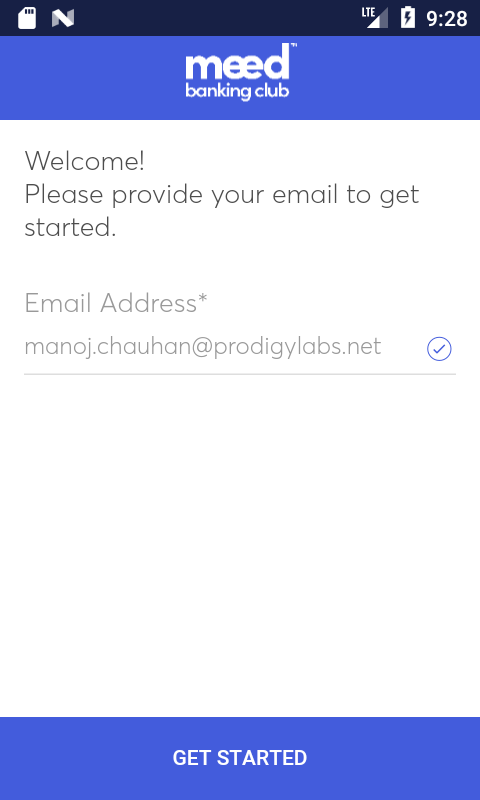 LTE 9:28
meed™
banking club
Welcome!
Please provide your email to get
started.
Email Address*
manoj.chauhan@prodigylabs.net
GET STARTED